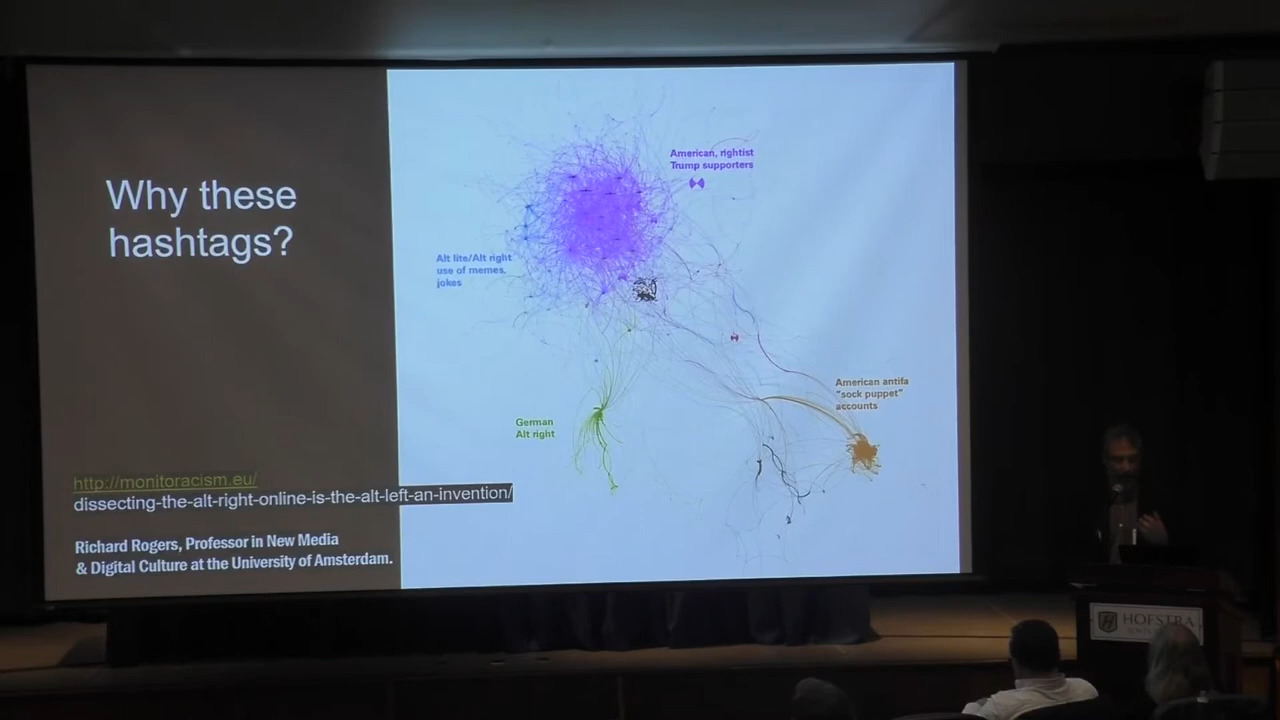 Why these
hashtags?
American, rightist
Trump supporters
Alt lite/Alt right
use of memes,
jokes
American antifa
"sock puppet"
accounts
German
Alt right
http://monitoracism.eu/
dissecting-the-alt-right-online-is-the-alt-left-an-invention/
Richard Rogers, Professor in New Media
& Digital Culture at the University of Amsterdam.
HOFSTRA